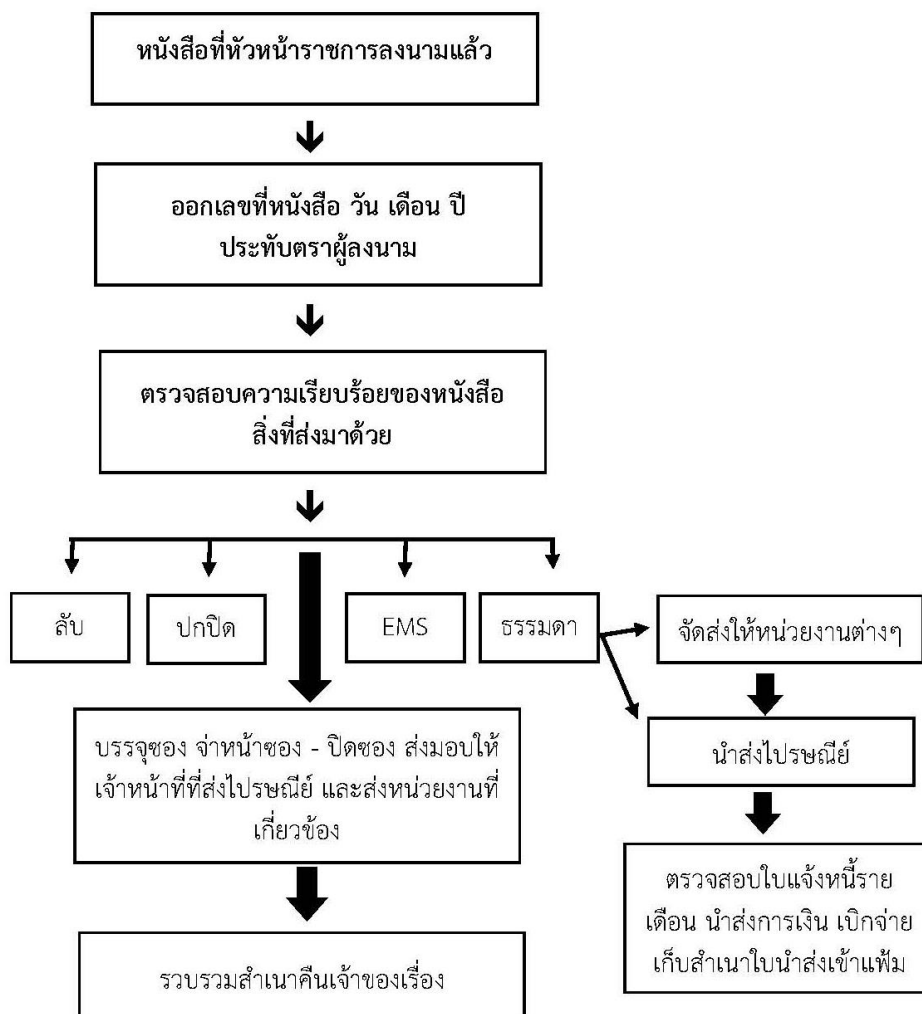 หนังสือที่หัวหน้าราชการลงนามแล้ว
ออกเลขที่หนังสือ วัน เดือน ปี
ประทับตราผู้ลงนาม
ตรวจสอบความเรียบร้อยของหนังสือ
สิ่งที่ส่งมาด้วย
ลับ
ปกปิด
EMS
ธรรมดา
จัดส่งให้หน่วยงานต่างๆ
บรรจุซอง จ่าหน้าซอง - ปิดซอง ส่งมอบให้
เจ้าหน้าที่ที่ส่งไปรษณีย์ และส่งหน่วยงานที่
เกี่ยวข้อง
นำส่งไปรษณีย์
ตรวจสอบใบแจ้งหนี้ราย
เดือน นำส่งการเงิน เบิกจ่าย
เก็บสำเนาใบนำส่งเข้าแฟ้ม
รวบรวมสำเนาคืนเจ้าของเรื่อง